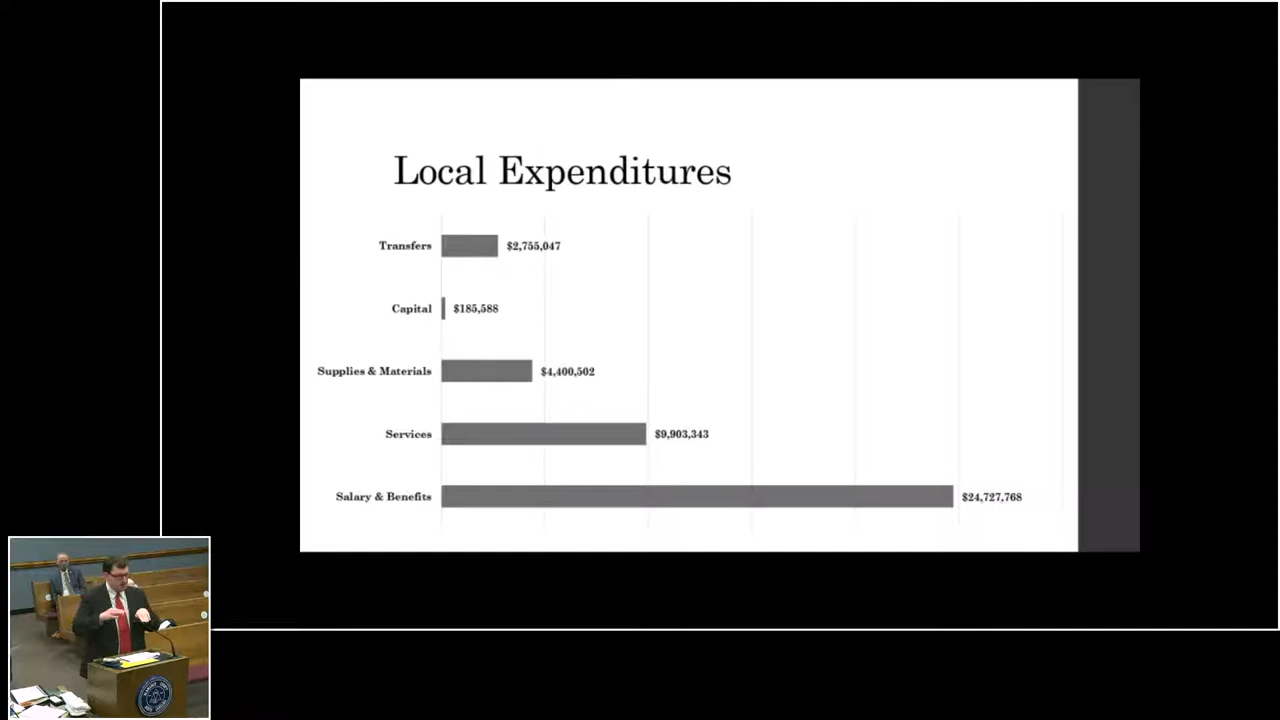 Local Expenditures
Transfers $2,755,047
Capital $185,588
Supplies & Materials $4,400,502
Services $9,903,343
Salary & Benefits $24,727,768